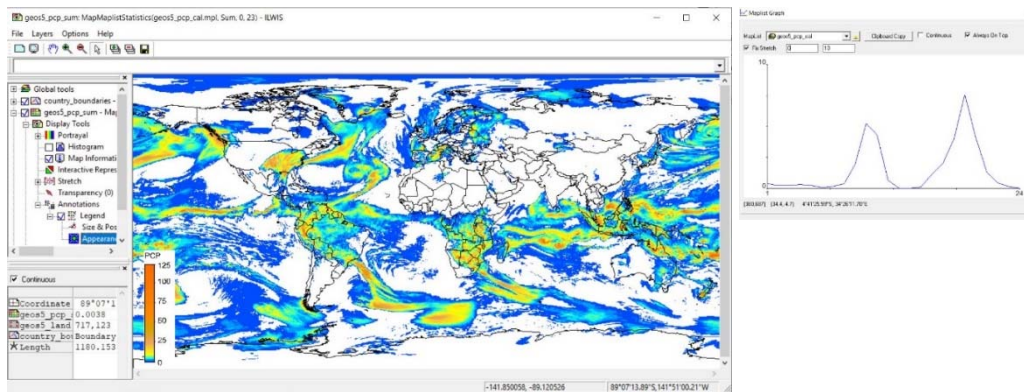 geos5_pcp_sum: MapMaplistStatistics(geos5_pcp_cal.mpl, Sum, 0, 23) - ILWIS
File Layers Options Help
Global tools
country_boundaries -
geos5_pcp_sum - Map
Display Tools
Portrayal
Histogram
Map Informati
Interactive Repres
Stretch
Transparency (0)
Annotations
Legend
Size & Pos
Appearanc
Continuous
Coordinate 89°07'1
geos5_pcp_ 0.0038
geos5_land 717,123
country_bou Boundary
Length 1180.153
PCP
125
100
75
50
25
0
-141.850058, -89.120526
89°07'13.89"S, 141°51'00.21"W
Maplist Graph
MapList geos5_pcp_cal Clipboard Copy Continuous Always On Top
Fix Stretch 0 10
10
0
1
24